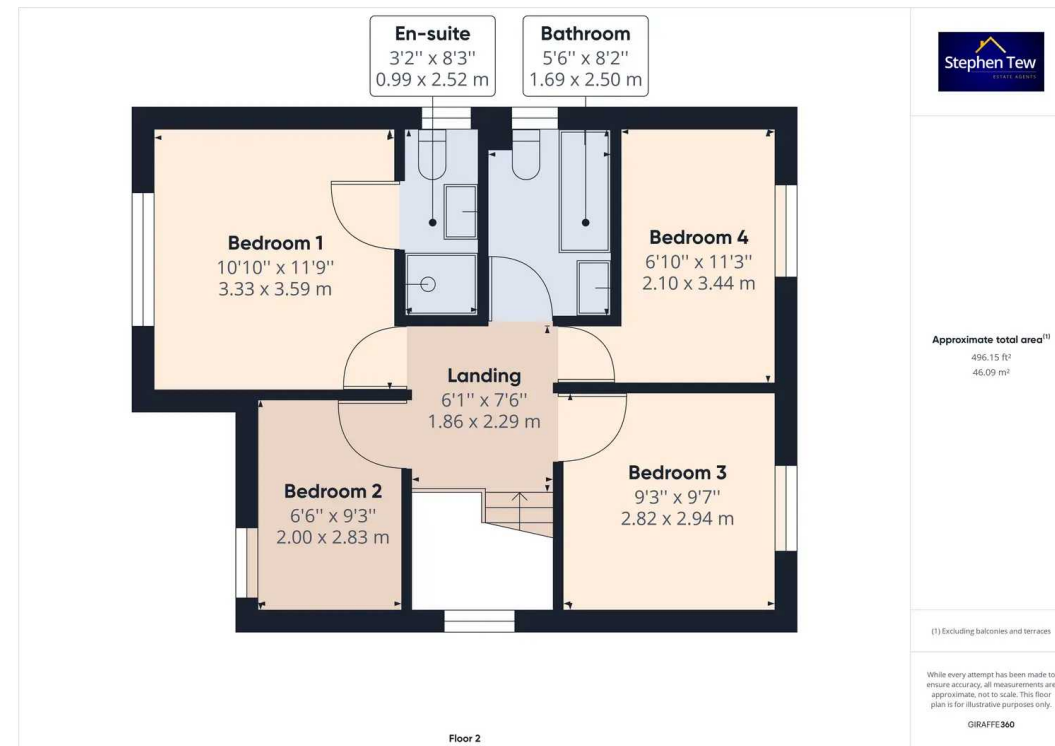 En-suite
3'2'' x 8'3''
0.99 x 2.52 m
Bathroom
5'6'' x 8'2''
1.69 x 2.50 m
Bedroom 1
10'10'' x 11'9''
3.33 x 3.59 m
Bedroom 4
6'10'' x 11'3''
2.10 x 3.44 m
Landing
6'1'' x 7'6''
1.86 x 2.29 m
Bedroom 2
6'6'' x 9'3''
2.00 x 2.83 m
Bedroom 3
9'3'' x 9'7''
2.82 x 2.94 m
Floor 2
Stephen Tew
ESTATE AGENTS
Approximate total area(1)
496.15 ft²
46.09 m²
(1) Excluding balconies and terraces
While every attempt has been made to
ensure accuracy, all measurements are
approximate, not to scale. This floor
plan is for illustrative purposes only.
GIRAFFE360